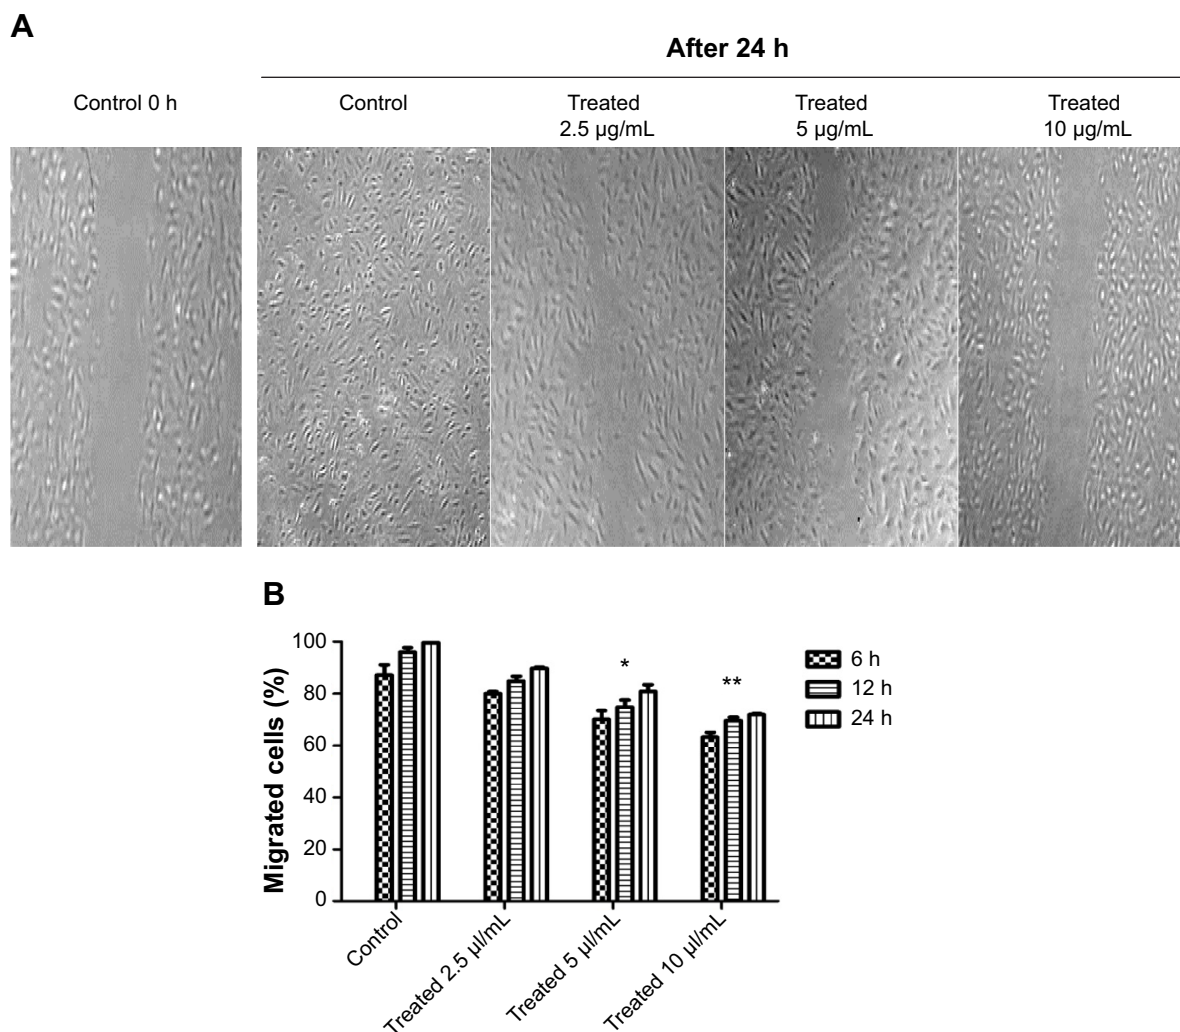 A
After 24 h
Control 0 h
Control
Treated
2.5 µg/mL
Treated
5 µg/mL
Treated
10 µg/mL
B
Migrated cells (%)
100
80
60
40
20
0
*
**
6 h
12 h
24 h
Control
Treated 2.5 µl/mL
Treated 5 µl/mL
Treated 10 µl/mL